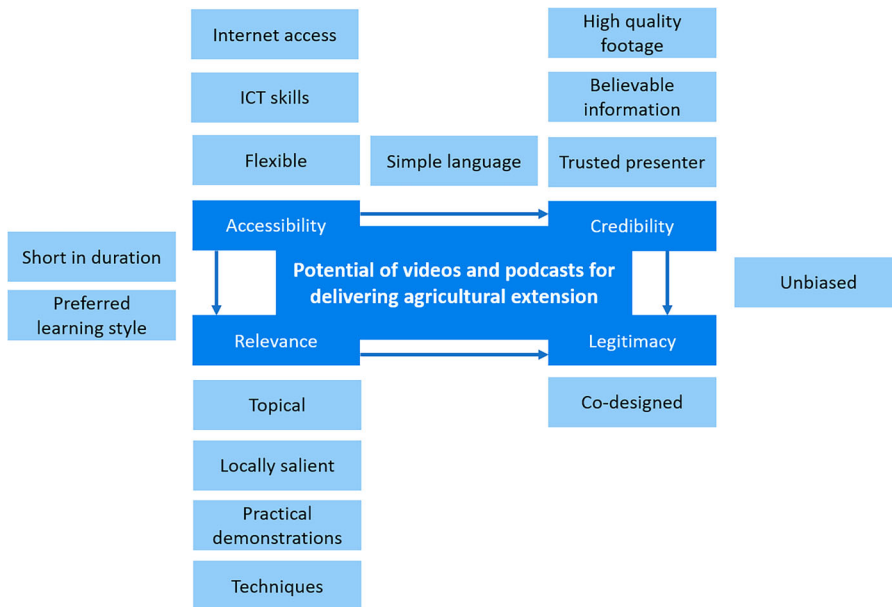 Internet access
High quality
footage
ICT skills
Believable
information
Flexible
Simple language
Trusted presenter
Accessibility
Credibility
Short in duration
Potential of videos and podcasts for
delivering agricultural extension
Unbiased
Preferred
learning style
Relevance
Legitimacy
Topical
Co-designed
Locally salient
Practical
demonstrations
Techniques